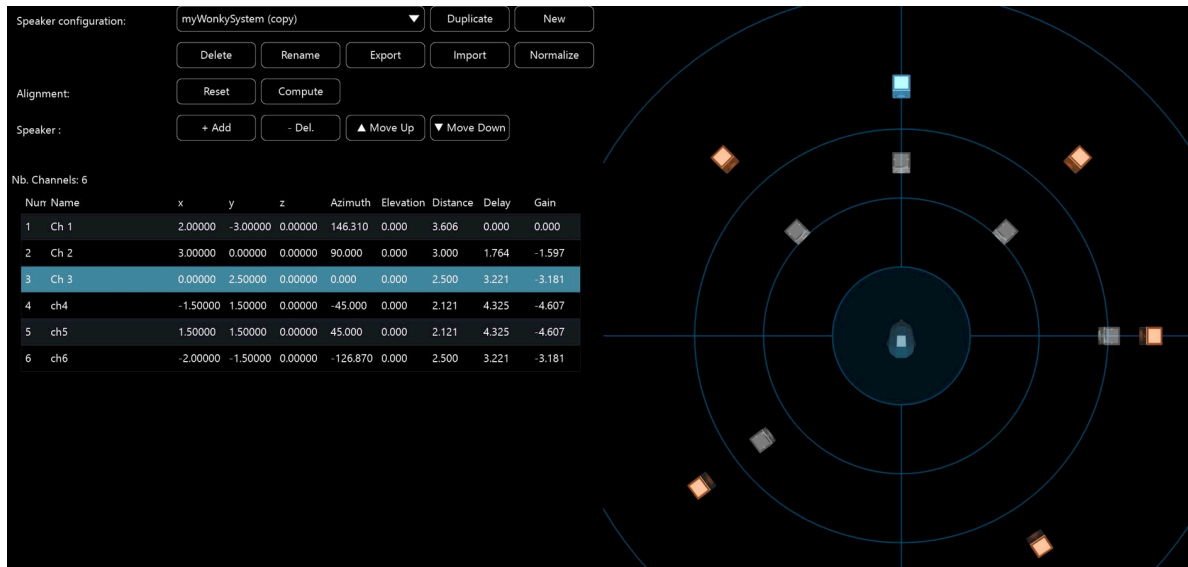 Speaker configuration: myWonkySystem (copy) ▼ Duplicate New
Delete Rename Export Import Normalize
Alignment: Reset Compute
Speaker : + Add - Del. ▲ Move Up ▼ Move Down
Nb. Channels: 6
Num Name x y z Azimuth Elevation Distance Delay Gain
1 Ch 1 2.00000 -3.00000 0.00000 146.310 0.000 3.606 0.000 0.000
2 Ch 2 3.00000 0.00000 0.00000 90.000 0.000 3.000 1.764 -1.597
3 Ch 3 0.00000 2.50000 0.00000 0.000 0.000 2.500 3.221 -3.181
4 ch4 -1.50000 1.50000 0.00000 -45.000 0.000 2.121 4.325 -4.607
5 ch5 1.50000 1.50000 0.00000 45.000 0.000 2.121 4.325 -4.607
6 ch6 -2.00000 -1.50000 0.00000 -126.870 0.000 2.500 3.221 -3.181